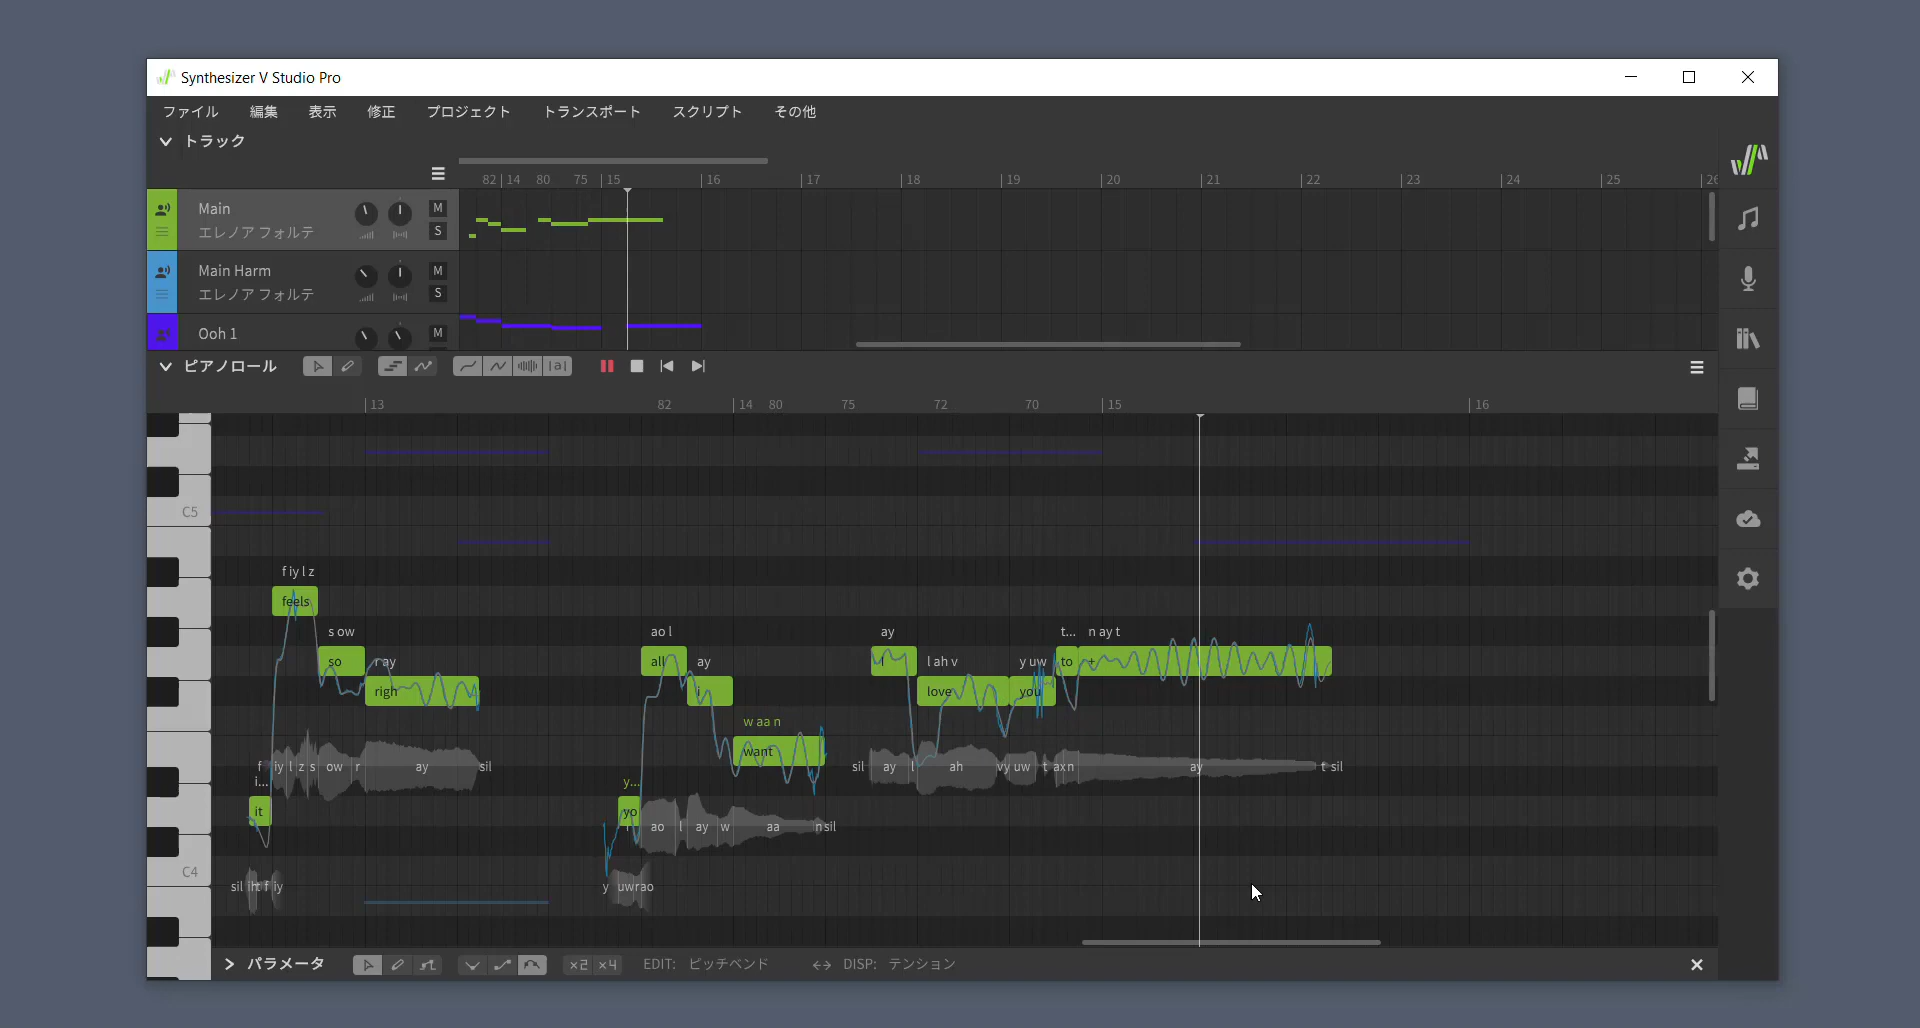 Synthesizer V Studio Pro
ファイル 編集 表示 修正 プロジェクト トランスポート スクリプト その他
トラック
82 14 80 75 15 16 17 18 19 20 21 22 23 24 25 26
Main M
エレノア フォルテ S
Main Harm M
エレノア フォルテ S
Ooh 1 M
ピアノロール |a|
13 82 14 80 75 72 70 15 16
C5
f iy l z
feels
s ow ao l ay t... n ay t
so r ay all ay I l ah v y uw to +
righ i love you
w aa n
want
f iy l z s ow r ay sil sil ay l ah v y uw t ax n ay t sil
i... y...
it yo
r ao l ay w aa n sil
C4
sil ih f iy y uw r ao
パラメータ ×2 ×4 EDIT: ピッチベンド DISP: テンション